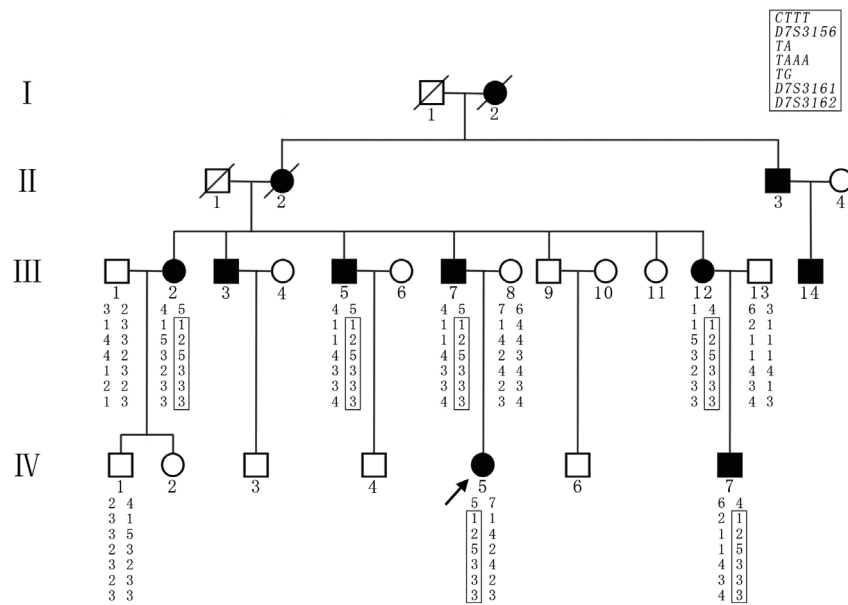 CTTT
D7S3156
TA
TAAA
TG
D7S3161
D7S3162
I
1 2
II
1 2 3 4
III
1 2 3 4 5 6 7 8 9 10 11 12 13 14
3 2 4 5 4 5 4 5 7 6 1 4 6 3
1 3 1 1 1 1 1 1 1 4 1 1 2 1
4 3 5 2 1 2 1 2 4 4 5 2 1 1
4 2 3 5 4 5 4 5 2 3 3 5 1 1
1 3 2 3 3 3 3 3 4 2 2 3 4 4
2 2 3 3 3 3 3 3 2 3 3 3 3 1
1 3 3 3 4 3 4 3 3 4 3 3 4 3
IV
1 2 3 4 5 6 7
2 4 5 7 6 4
3 1 1 1 2 1
3 5 2 4 1 2
2 3 5 2 1 5
3 2 3 4 4 3
2 3 3 2 3 3
3 3 3 3 4 3